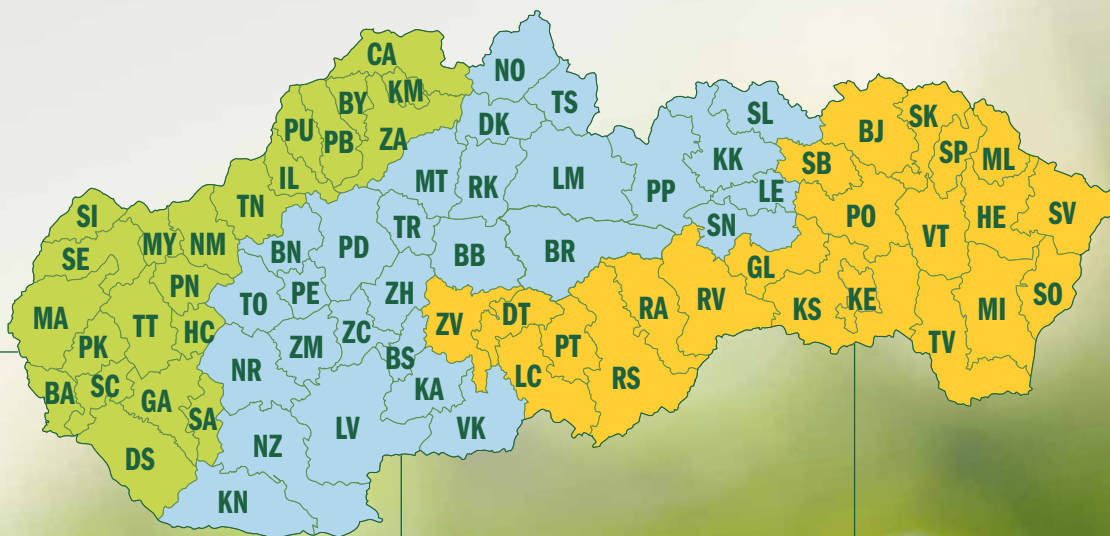 CA
NO
BY
KM
TS
SL
SK
PU
PB
ZA
DK
BJ
SP
ML
IL
MT
RK
LM
PP
KK
SB
LE
TN
SI
MY
NM
TR
SN
PO
VT
HE
SV
SE
BN
PD
BB
BR
GL
PN
TO
PE
ZH
RA
RV
KS
KE
MI
SO
MA
TT
HC
ZV
DT
PK
ZM
ZC
PT
TV
BA
SC
GA
SA
NR
BS
KA
LC
RS
DS
NZ
LV
VK
KN